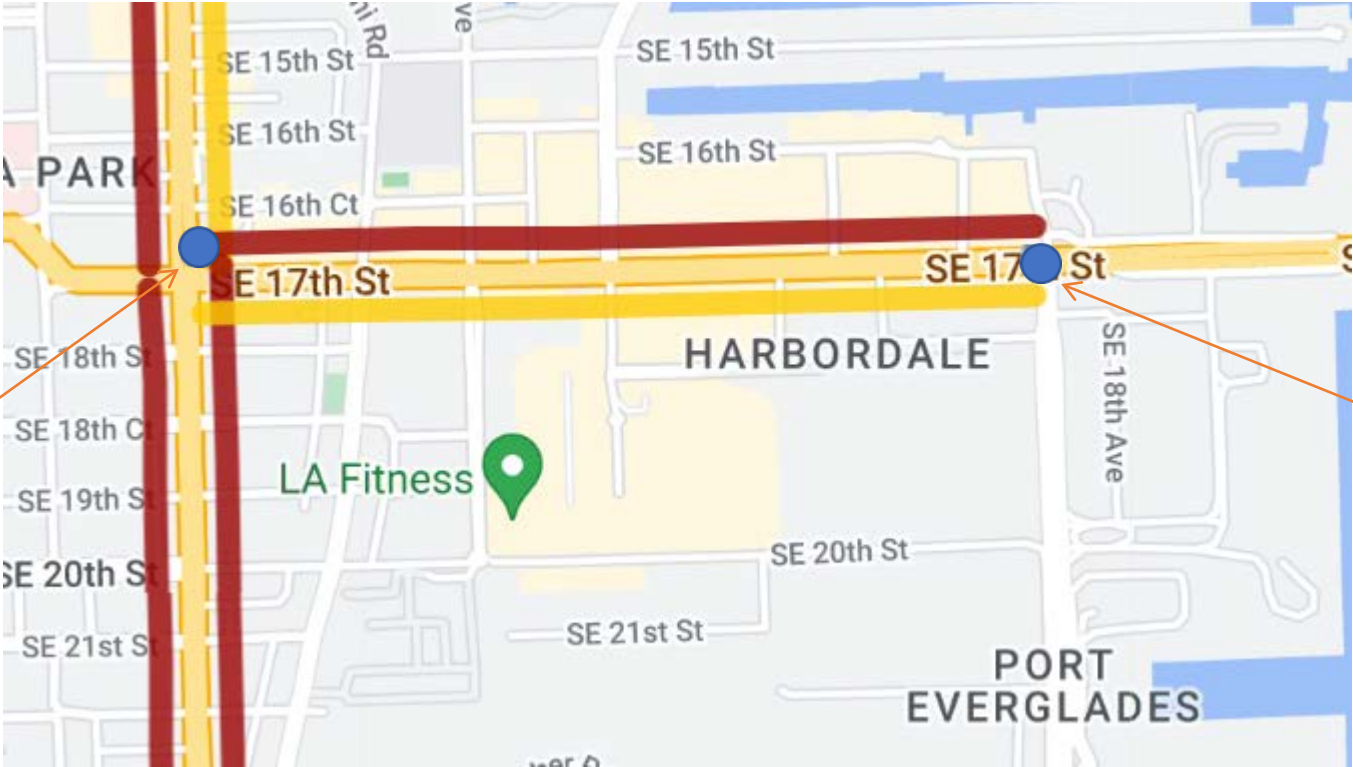 SE 15th St
SE 15th St
SE 16th St
SE 16th St
A PARK
SE 16th Ct
SE 17th St
St
SE 18th St
HARBORDALE
SE 18th Ave
SE 18th Ct
LA Fitness
SE 19th St
SE 20th St
SE 20th St
SE 21st St
SE 21st St
PORT
EVERGLADES